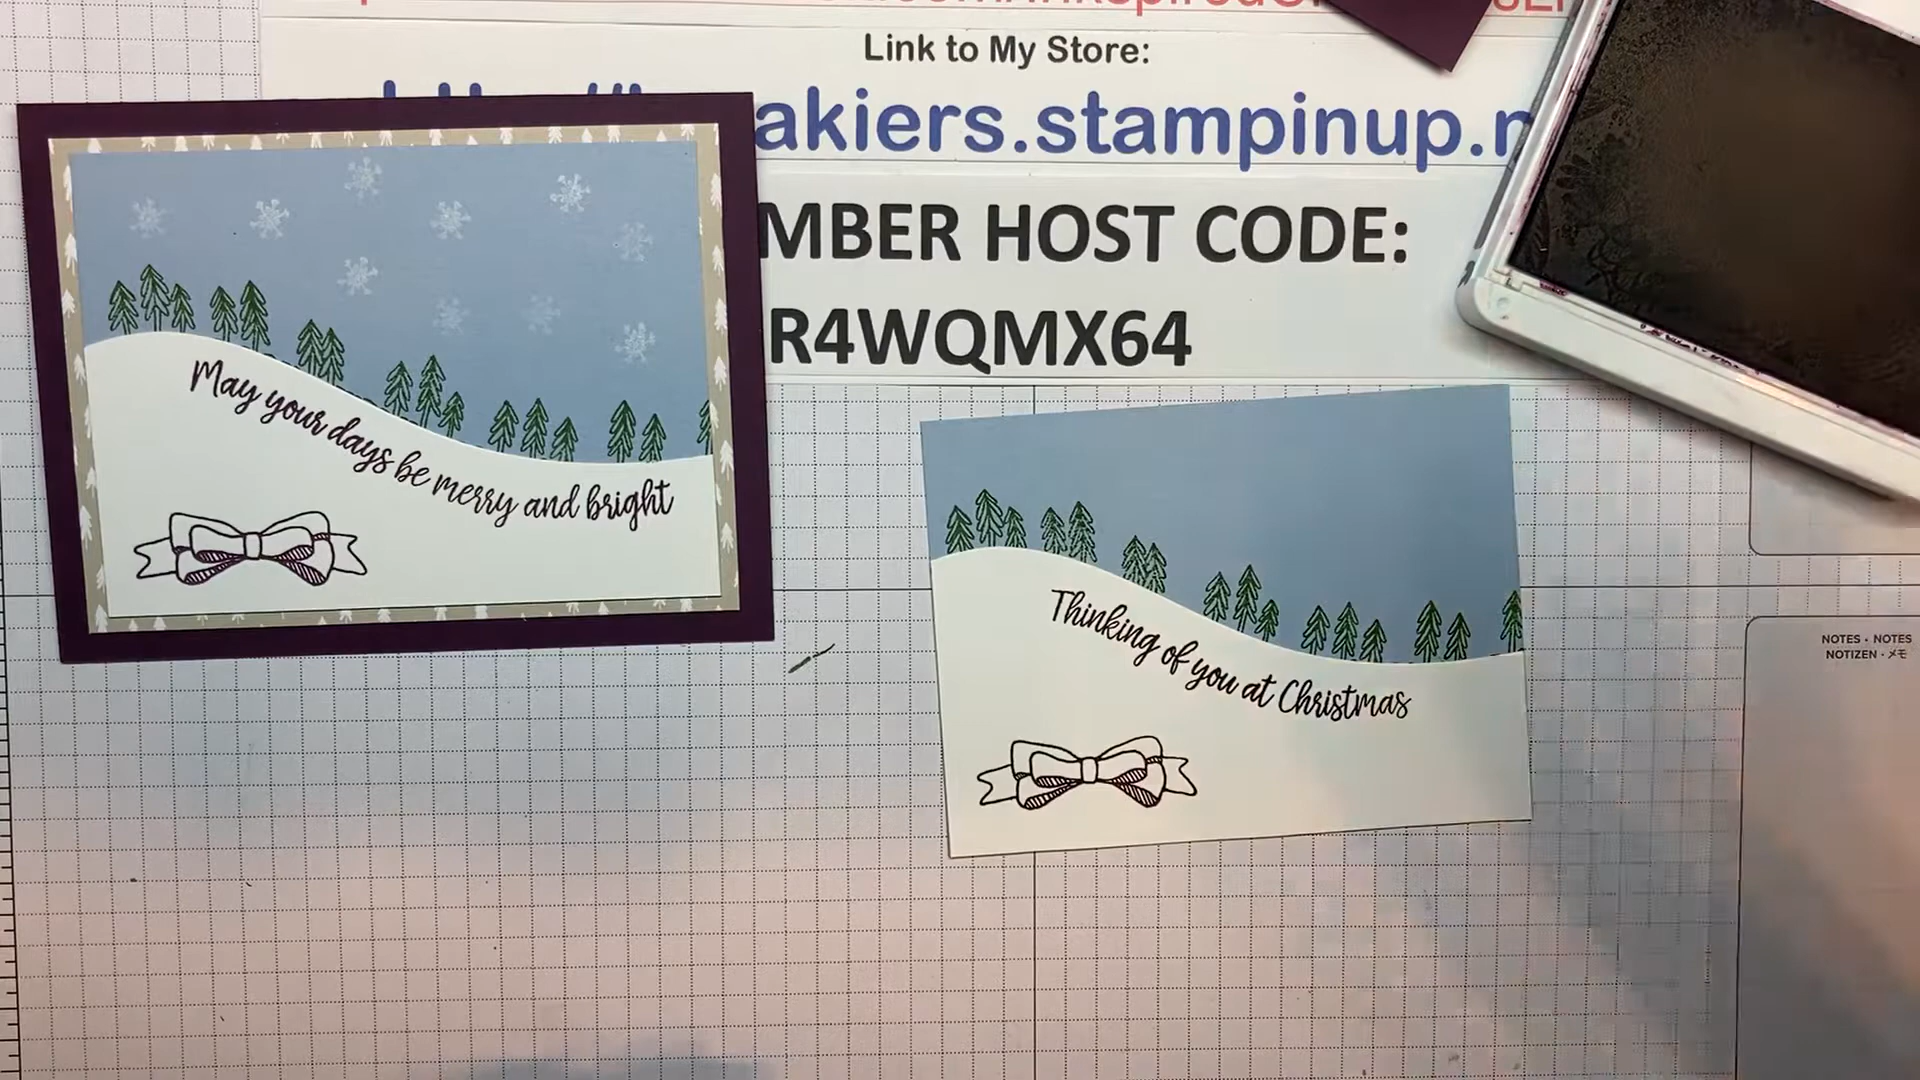 Link to My Store:
akiers.stampinup.n
MBER HOST CODE:
R4WQMX64
May your days be merry and bright
Thinking of you at Christmas
NOTES • NOTES
NOTIZEN • メモ